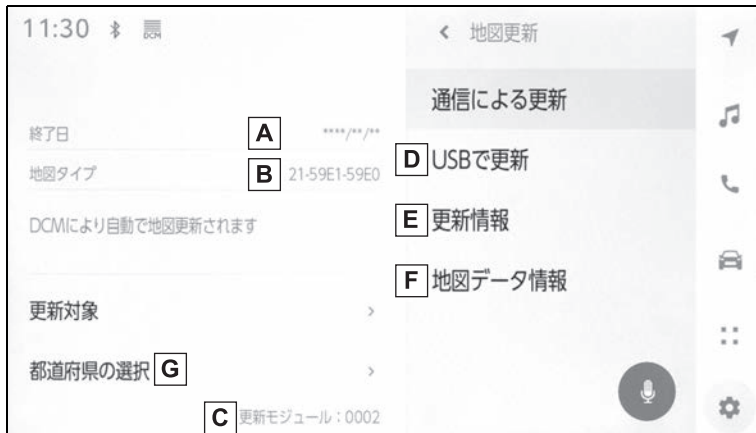 11:30 DCM
終了日 A ****/**/**
地図タイプ B 21-59E1-59E0
DCMにより自動で地図更新されます
更新対象 >
都道府県の選択 G >
C 更新モジュール:0002
< 地図更新
通信による更新
D USBで更新
E 更新情報
F 地図データ情報